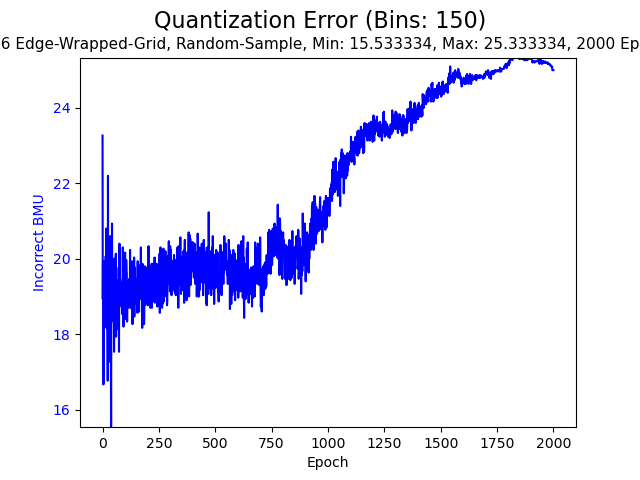 Quantization Error (Bins: 150)
6 Edge-Wrapped-Grid, Random-Sample, Min: 15.533334, Max: 25.333334, 2000 Ep
24
22
20
18
16
Incorrect BMU
0 250 500 750 1000 1250 1500 1750 2000
Epoch